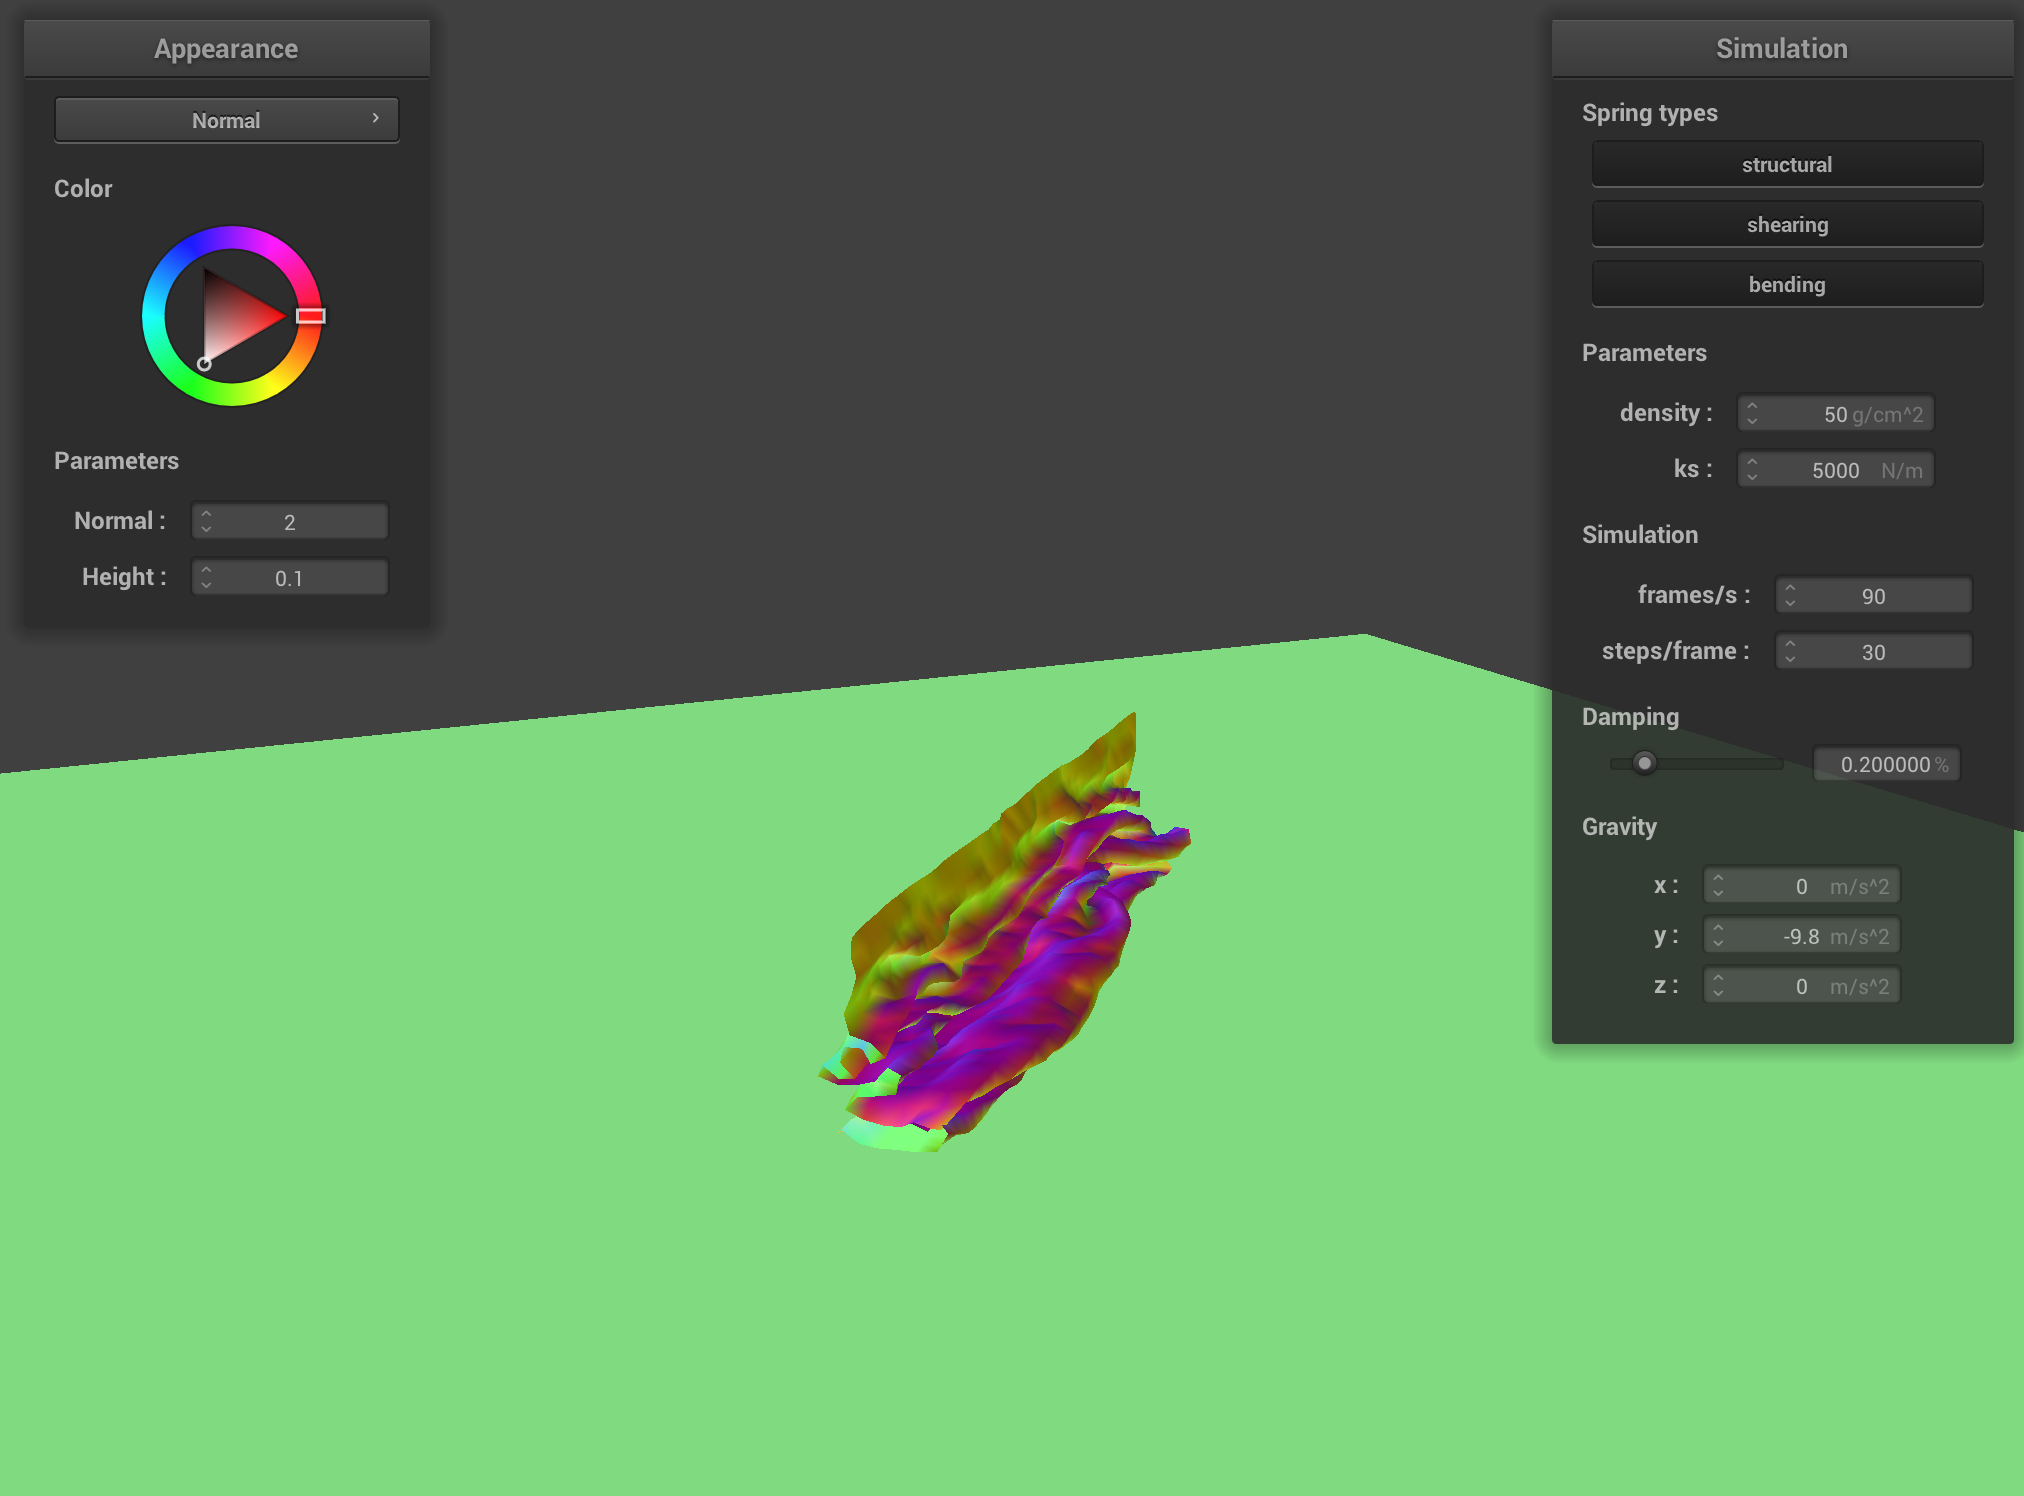 Appearance
Normal
Color
Parameters
Normal : 2
Height : 0.1
Simulation
Spring types
structural
shearing
bending
Parameters
density : 50 g/cm^2
ks : 5000 N/m
Simulation
frames/s : 90
steps/frame : 30
Damping
0.200000 %
Gravity
x : 0 m/s^2
y : -9.8 m/s^2
z : 0 m/s^2